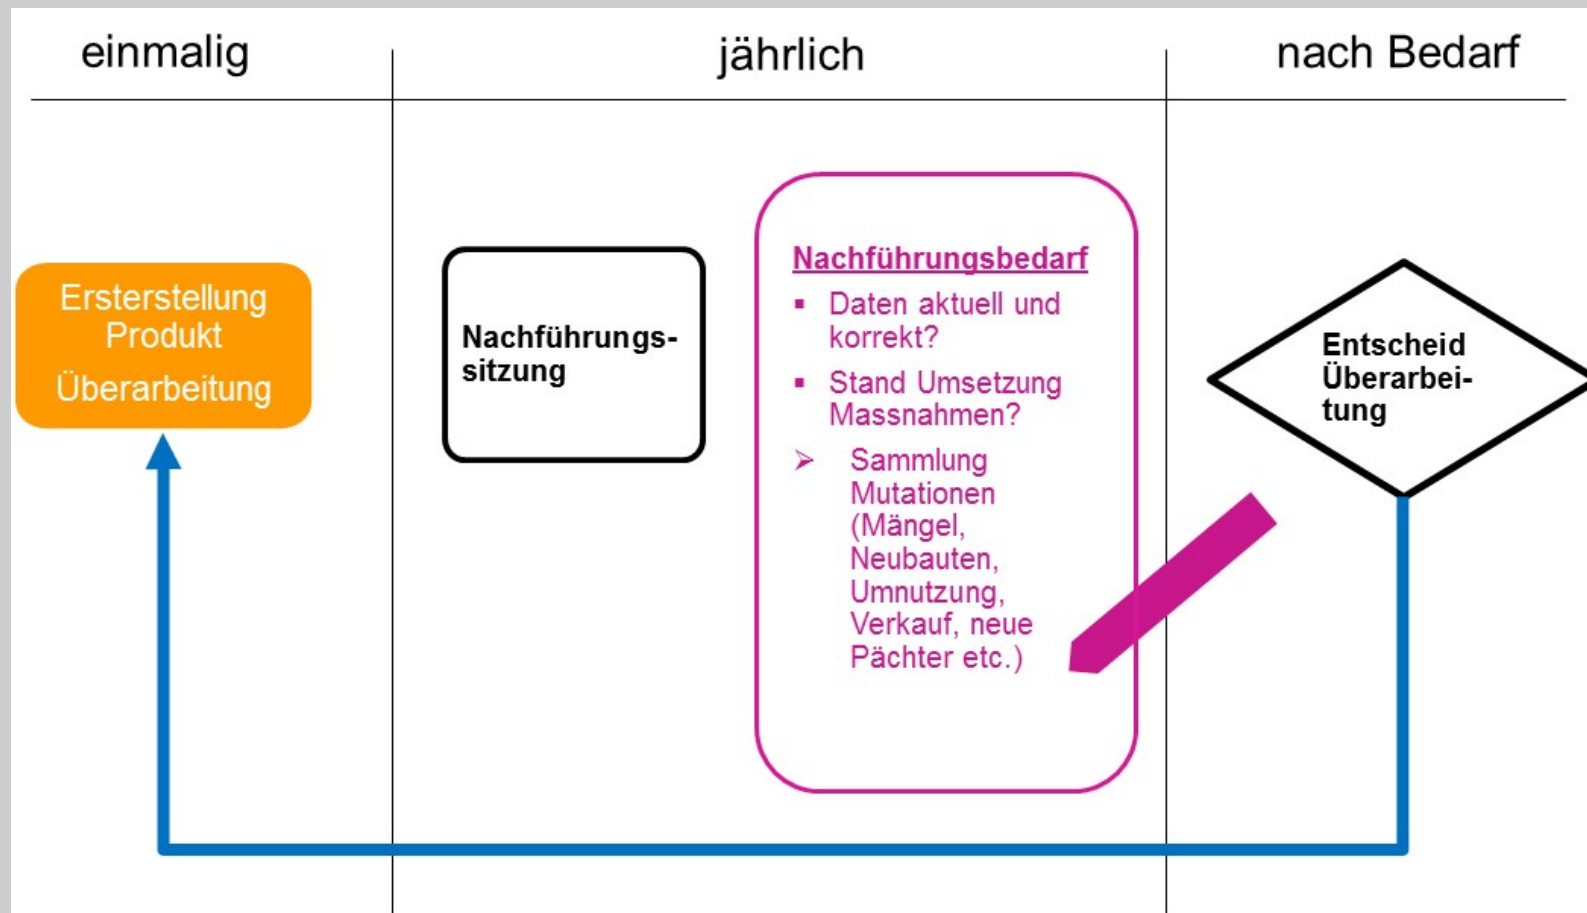 einmalig
jährlich
nach Bedarf
Ersterstellung
Produkt
Überarbeitung
Nachführungs-
sitzung
Nachführungsbedarf
▪ Daten aktuell und
korrekt?
▪ Stand Umsetzung
Massnahmen?
➢ Sammlung
Mutationen
(Mängel,
Neubauten,
Umnutzung,
Verkauf, neue
Pächter etc.)
Entscheid
Überarbei-
tung